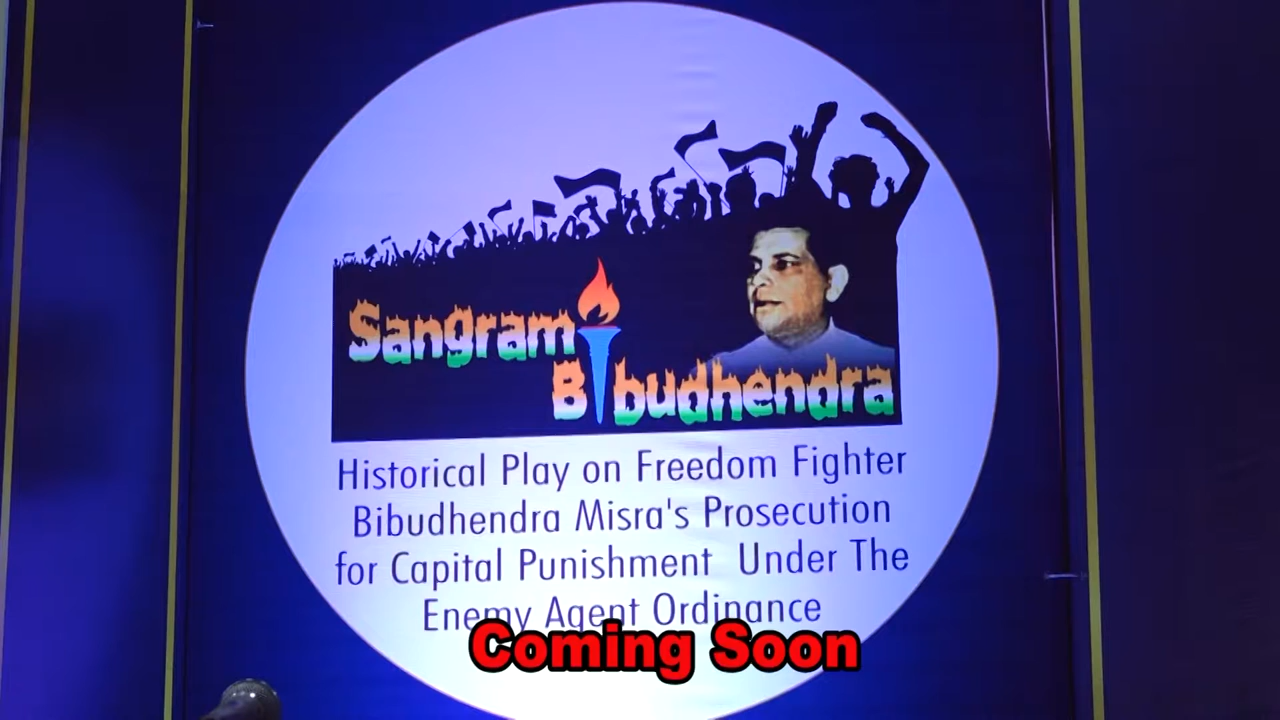 Sangram
Bibudhendra
Historical Play on Freedom Fighter
Bibudhendra Misra's Prosecution
for Capital Punishment Under The
Enemy Agent Ordinance
Coming Soon